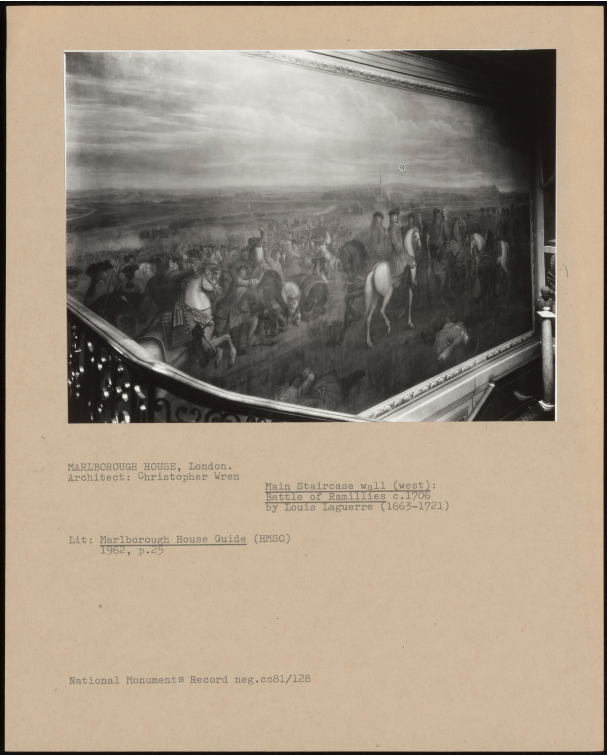 MARLBOROUGH HOUSE, London.
Architect: Christopher Wren
Main Staircase wall (west):
Battle of Ramillies c.1706
by Louis Laguerre (1663-1721)
Lit: Marlborough House Guide (HMSO)
1962, p.25
National Monuments Record neg.cc81/128